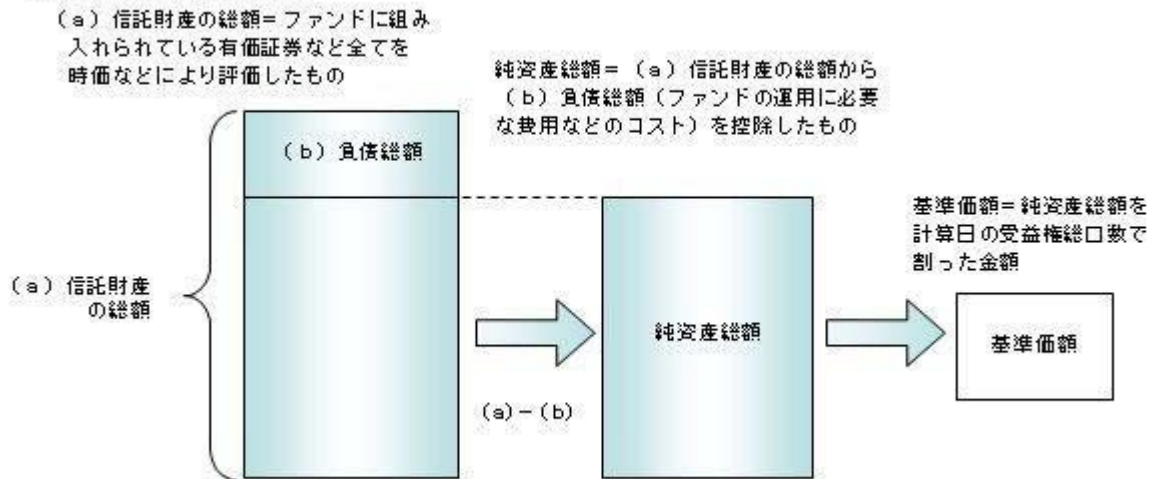 （a）信託財産の総額＝ファンドに組み
入れられている有価証券など全てを
時価などにより評価したもの
純資産総額＝（a）信託財産の総額から
（b）負債総額（ファンドの運用に必要
な費用などのコスト）を控除したもの
（b）負債総額
基準価額＝純資産総額を
計算日の受益権総口数で
割った金額
（a）信託財産
の総額
純資産総額
基準価額
（a）－（b）